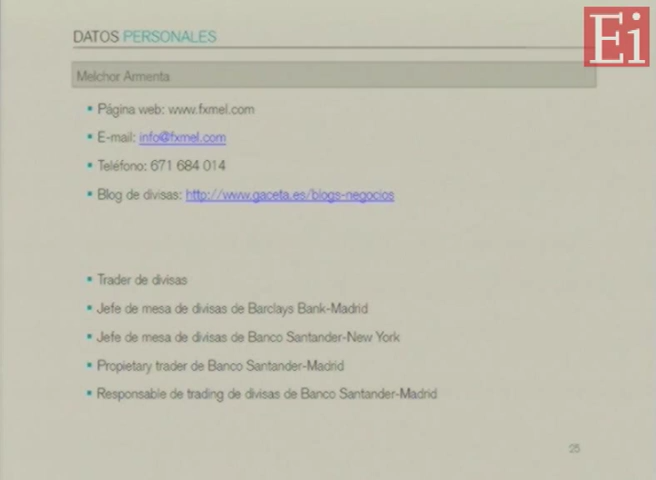 Ei
DATOS PERSONALES
Melchor Armenta
Página web: www.fxmel.com
E-mail: info@fxmel.com
Teléfono: 671 684 014
Blog de divisas: http://www.gaceta.es/blogs-negocios
Trader de divisas
Jefe de mesa de divisas de Barclays Bank-Madrid
Jefe de mesa de divisas de Banco Santander-New York
Propietary trader de Banco Santander-Madrid
Responsable de trading de divisas de Banco Santander-Madrid
25